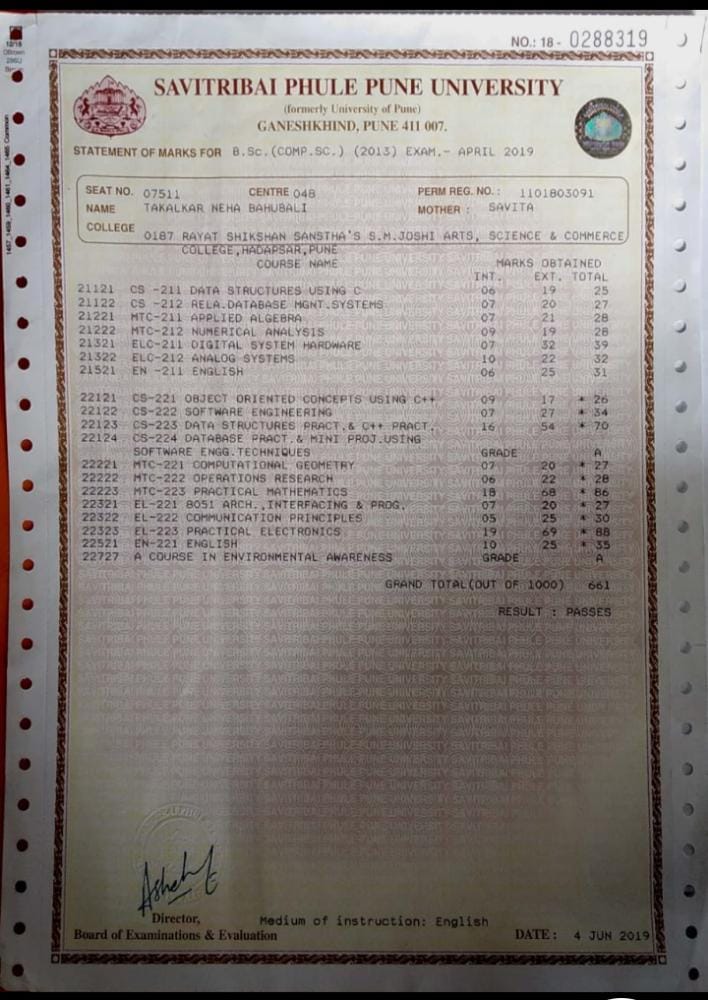 NO.: 18 - 0288319
SAVITRIBAI PHULE PUNE UNIVERSITY
(formerly University of Pune)
GANESHKHIND, PUNE 411 007.
STATEMENT OF MARKS FOR B.Sc.(COMP.SC.) (2013) EXAM,- APRIL 2019
SEAT NO. 07511 CENTRE 048 PERM REG. NO. : 1101803091
NAME TAKALKAR NEHA BAHUBALI MOTHER : SAVITA
COLLEGE 0187 RAYAT SHIKSHAN SANSTHA'S S.M.JOSHI ARTS, SCIENCE & COMMERCE
COLLEGE,HADAPSAR,PUNE
COURSE NAME MARKS OBTAINED
INT. EXT. TOTAL
21121 CS -211 DATA STRUCTURES USING C 06 19 25
21122 CS -212 RELA.DATABASE MGNT.SYSTEMS 07 20 27
21221 MTC-211 APPLIED ALGEBRA 07 21 28
21222 MTC-212 NUMERICAL ANALYSIS 09 19 28
21321 ELC-211 DIGITAL SYSTEM HARDWARE 07 32 39
21322 ELC-212 ANALOG SYSTEMS 10 22 32
21521 EN -211 ENGLISH 06 25 31
22121 CS-221 OBJECT ORIENTED CONCEPTS USING C++ 09 17 * 26
22122 CS-222 SOFTWARE ENGINEERING 07 27 * 34
22123 CS-223 DATA STRUCTURES PRACT.& C++ PRACT. 16 54 * 70
22124 CS-224 DATABASE PRACT.& MINI PROJ.USING
SOFTWARE ENGG.TECHNIQUES GRADE A
22221 MTC-221 COMPUTATIONAL GEOMETRY 07 20 * 27
22222 MTC-222 OPERATIONS RESEARCH 06 22 * 28
22223 MTC-223 PRACTICAL MATHEMATICS 18 68 * 86
22321 EL-221 8051 ARCH.,INTERFACING & PROG. 07 20 * 27
22322 EL-222 COMMUNICATION PRINCIPLES 05 25 * 30
22323 EL-223 PRACTICAL ELECTRONICS 19 69 * 88
22521 EN-221 ENGLISH 10 25 * 35
22727 A COURSE IN ENVIRONMENTAL AWARENESS GRADE A
GRAND TOTAL(OUT OF 1000) 661
RESULT : PASSES
Director,
Board of Examinations & Evaluation
Medium of instruction: English
DATE : 4 JUN 2019